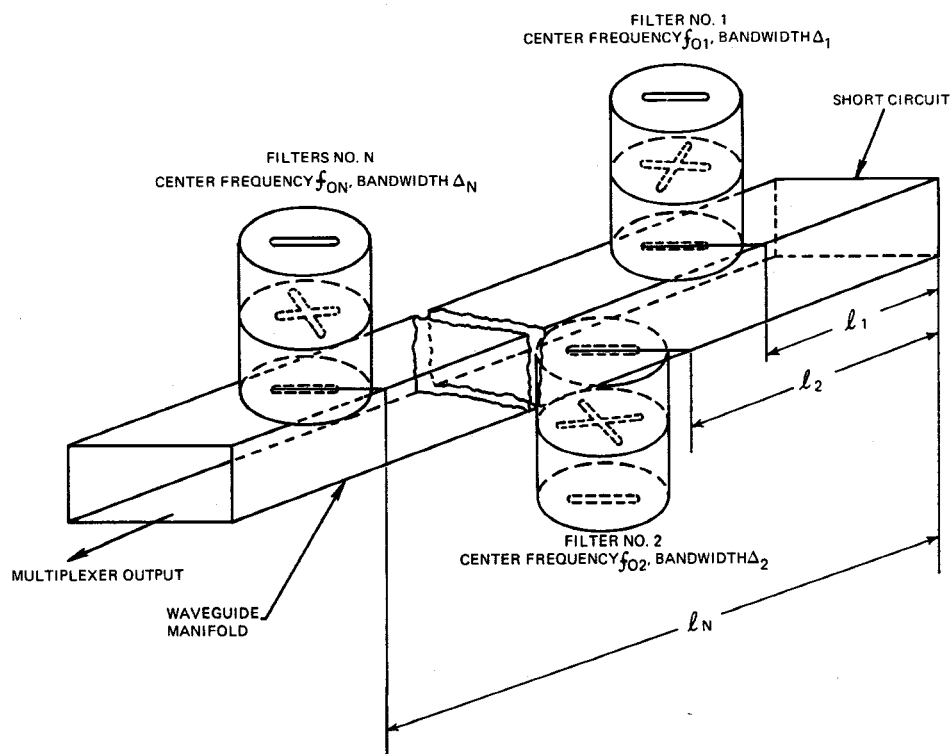 FILTER NO. 1
CENTER FREQUENCY f01, BANDWIDTH Δ1
SHORT CIRCUIT
FILTERS NO. N
CENTER FREQUENCY f0N, BANDWIDTH ΔN
ℓ1
ℓ2
FILTER NO. 2
CENTER FREQUENCY f02, BANDWIDTH Δ2
MULTIPLEXER OUTPUT
WAVEGUIDE
MANIFOLD
ℓN